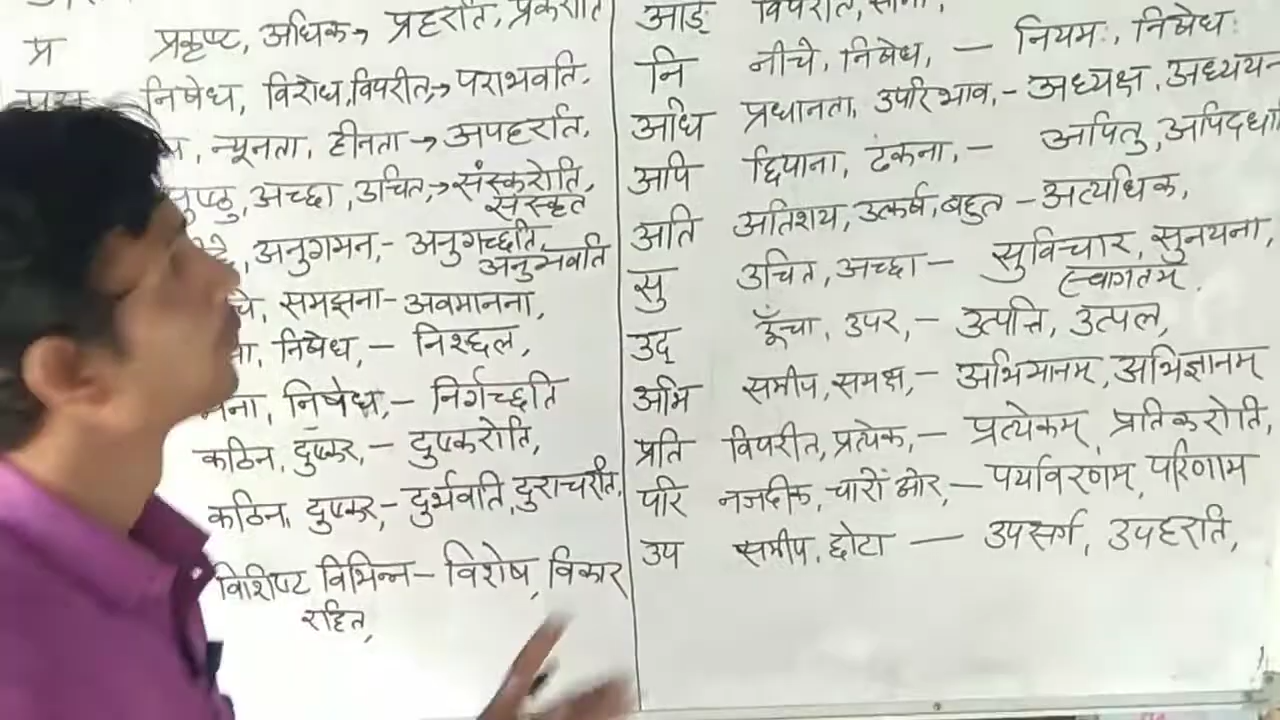 प्र प्रकृष्ट, अधिक→ प्रहरति, प्रकरोति
निषेध, विरोध, विपरीत,→ पराभवति.
, न्यूनता, हीनता → अपहरति,
अच्छा, उचित,→ संस्करोति,
संस्कृत
अनुगमन,- अनुगच्छति,
अनुभवति
समझना- अवमानना,
निषेध,- निश्छल,
निषेध,- निर्गच्छति
कठिन, दुष्कर,- दुष्करोति,
कठिन, दुष्कर,- दुर्भवति, दुराचरति,
विशिष्ट विभिन्न- विशेष, विकार
रहित,
आङ् विपरीत, सीमा,
नि नीचे, निषेध, — नियमः, निषेधः
अधि प्रधानता, उपरिभाव,- अध्यक्ष, अध्यय-
अपि छिपाना, ढंकना,- अपितु, अपिदधा
अति अतिशय, उत्कर्ष, बहुत - अत्यधिक,
सु उचित, अच्छा - सुविचार, सुनयना,
स्वागतम्,
उद् ऊँचा, उपर,- उत्पत्ति, उत्पल,
अभि समीप, समक्ष,- अभिमानम्, अभिज्ञानम्
प्रति विपरीत, प्रत्येक,— प्रत्येकम्, प्रतिकरोति,
परि नजदीक, चारों ओर,- पर्यावरणम्, परिणाम
उप समीप, छोटा — उपसर्ग, उपहरति,